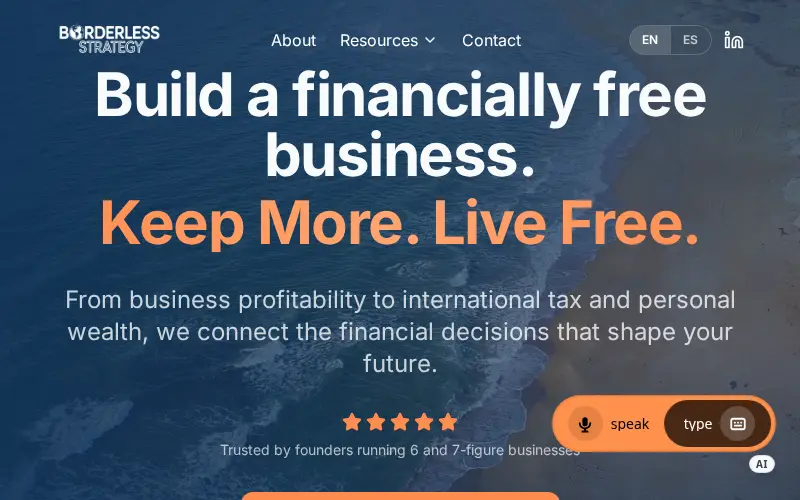 BORDERLESS
STRATEGY
About Resources Contact
EN ES
Build a financially free
business.
Keep More. Live Free.
From business profitability to international tax and personal
wealth, we connect the financial decisions that shape your
future.
speak type
Trusted by founders running 6 and 7-figure businesses
AI